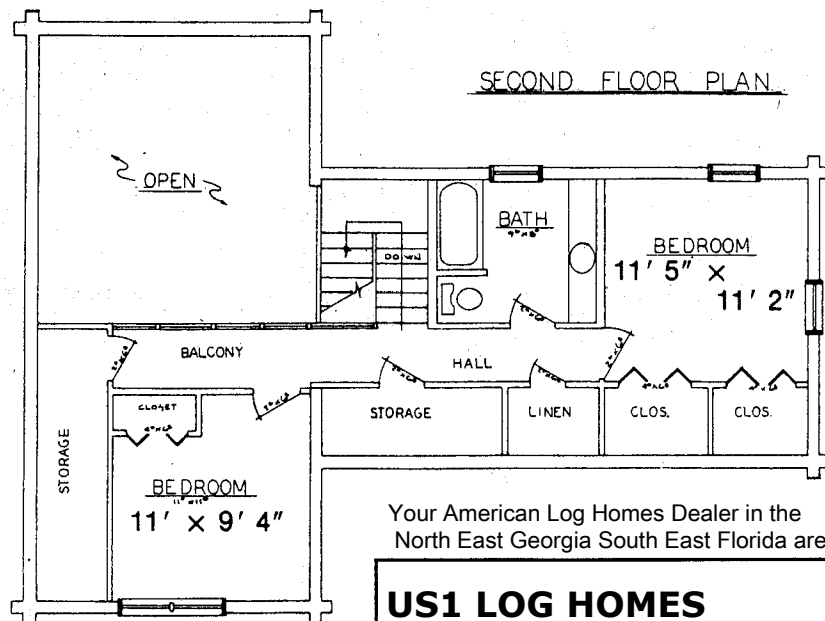 SECOND FLOOR PLAN
OPEN
BATH
DOWN
BEDROOM
11' 5" ×
11' 2"
BALCONY
HALL
CLOSET
STORAGE
LINEN
CLOS.
CLOS.
STORAGE
BEDROOM
11' × 9' 4"
Your American Log Homes Dealer in the
North East Georgia South East Florida are
US1 LOG HOMES